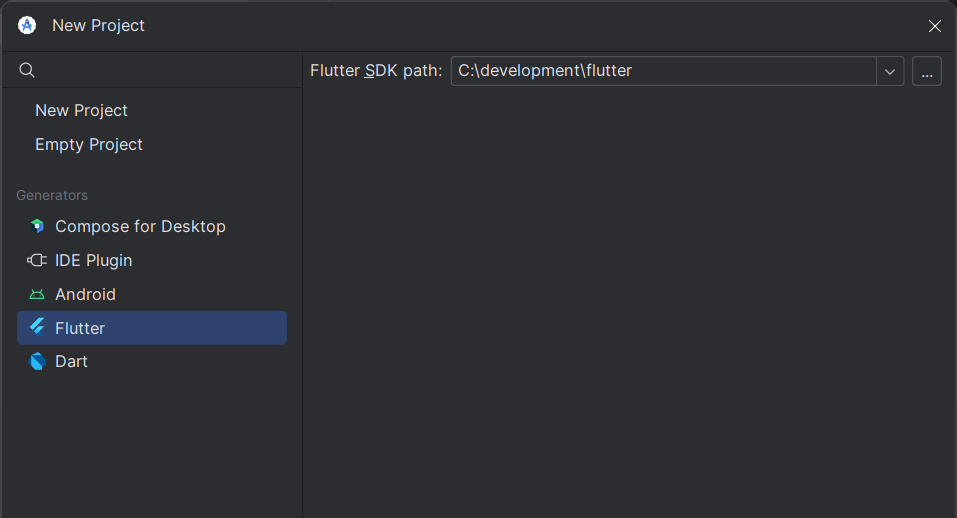 New Project
Flutter SDK path: C:\development\flutter ...
New Project
Empty Project
Generators
Compose for Desktop
IDE Plugin
Android
Flutter
Dart